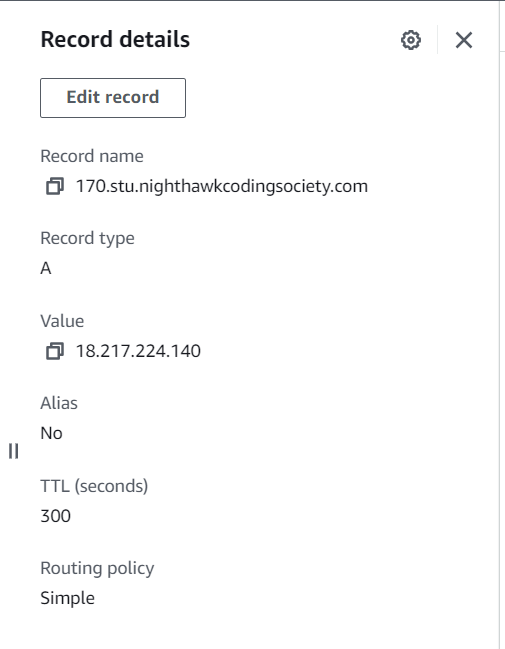 Record details
Edit record
Record name
170.stu.nighthawkcodingsociety.com
Record type
A
Value
18.217.224.140
Alias
No
TTL (seconds)
300
Routing policy
Simple